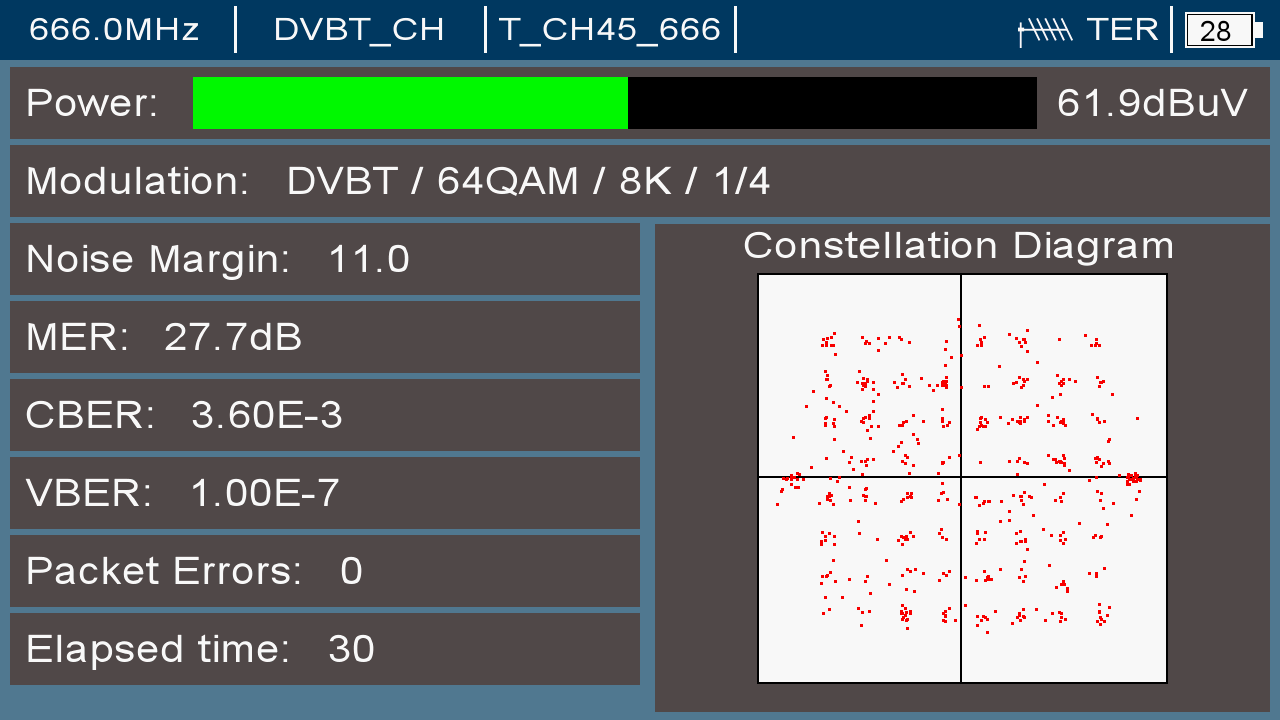 666.0MHz DVBT_CH T_CH45_666 TER 28
Power: 61.9dBuV
Modulation: DVBT / 64QAM / 8K / 1/4
Noise Margin: 11.0
Constellation Diagram
MER: 27.7dB
CBER: 3.60E-3
VBER: 1.00E-7
Packet Errors: 0
Elapsed time: 30